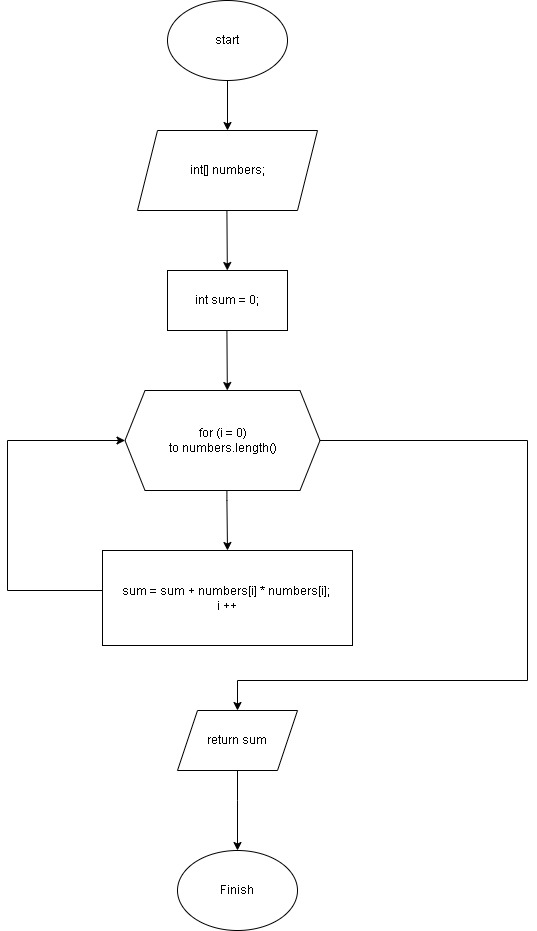 start
int[] numbers;
int sum = 0;
for (i = 0)
to numbers.length()
sum = sum + numbers[i] * numbers[i];
i ++
return sum
Finish